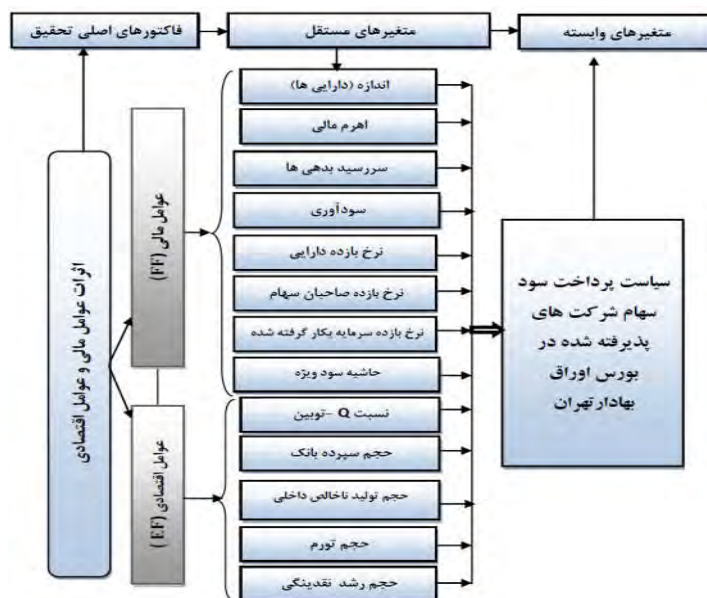 فاکتورهای اصلی تحقیق
متغیرهای مستقل
متغیرهای وابسته
اثرات عوامل مالی و عوامل اقتصادی
عوامل مالی (FF)
اندازه (دارایی ها)
اهرم مالی
سررسید بدهی ها
سودآوری
نرخ بازده دارایی
نرخ بازده صاحبان سهام
نرخ بازده سرمایه بکار گرفته شده
حاشیه سود ویژه
عوامل اقتصادی (EF)
نسبت Q -توبین
حجم سپرده بانک
حجم تولید ناخالص داخلی
حجم تورم
حجم رشد نقدینگی
سیاست پرداخت سود
سهام شرکت های
پذیرفته شده در
بورس اوراق
بهادارتهران